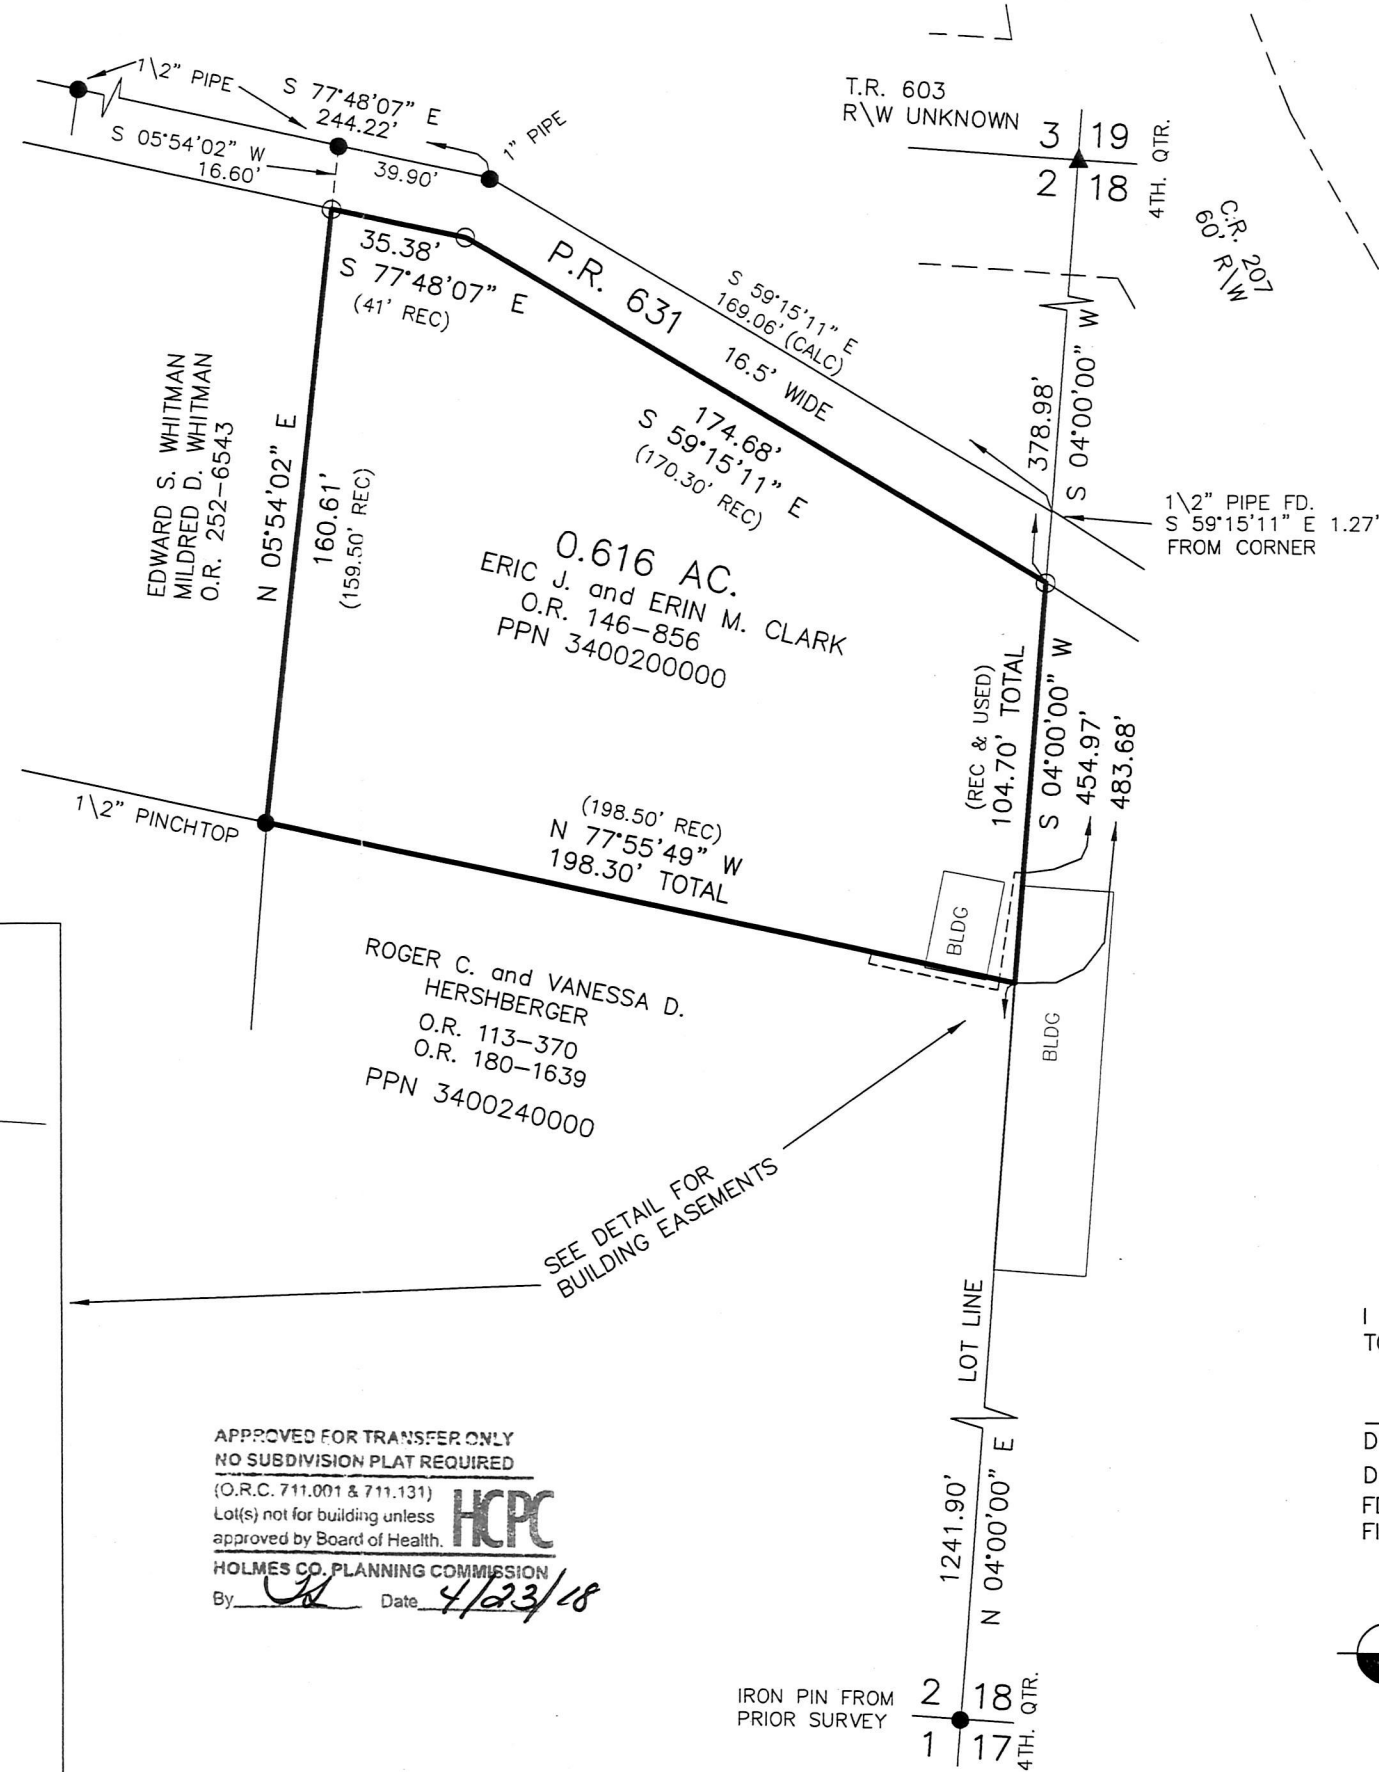 1\2" PIPE
S 77°48'07" E
244.22'
1" PIPE
S 05°54'02" W
16.60'
39.90'
T.R. 603
R\W UNKNOWN
3 19
2 18
4TH. QTR.
C.R. 207
60' R\W
35.38'
S 77°48'07" E
(41' REC)
P.R. 631
16.5' WIDE
S 59°15'11" E
169.06' (CALC)
174.68'
S 59°15'11" E
(170.30' REC)
378.98'
S 04°00'00" W
1\2" PIPE FD.
S 59°15'11" E 1.27'
FROM CORNER
EDWARD S. WHITMAN
MILDRED D. WHITMAN
O.R. 252-6543
N 05°54'02" E
160.61'
(159.50' REC)
0.616 AC.
ERIC J. and ERIN M. CLARK
O.R. 146-856
PPN 3400200000
(REC & USED)
104.70' TOTAL
S 04°00'00" W
454.97'
483.68'
1\2" PINCHTOP
(198.50' REC)
N 77°55'49" W
198.30' TOTAL
BLDG
BLDG
ROGER C. and VANESSA D.
HERSHBERGER
O.R. 113-370
O.R. 180-1639
PPN 3400240000
SEE DETAIL FOR
BUILDING EASEMENTS
LOT LINE
1241.90'
N 04°00'00" E
APPROVED FOR TRANSFER ONLY
NO SUBDIVISION PLAT REQUIRED
(O.R.C. 711.001 & 711.131)
Lot(s) not for building unless
approved by Board of Health.
HCPC
HOLMES CO. PLANNING COMMISSION
By Date 4/23/18
IRON PIN FROM
PRIOR SURVEY
2 18
1 17
4TH. QTR.
I